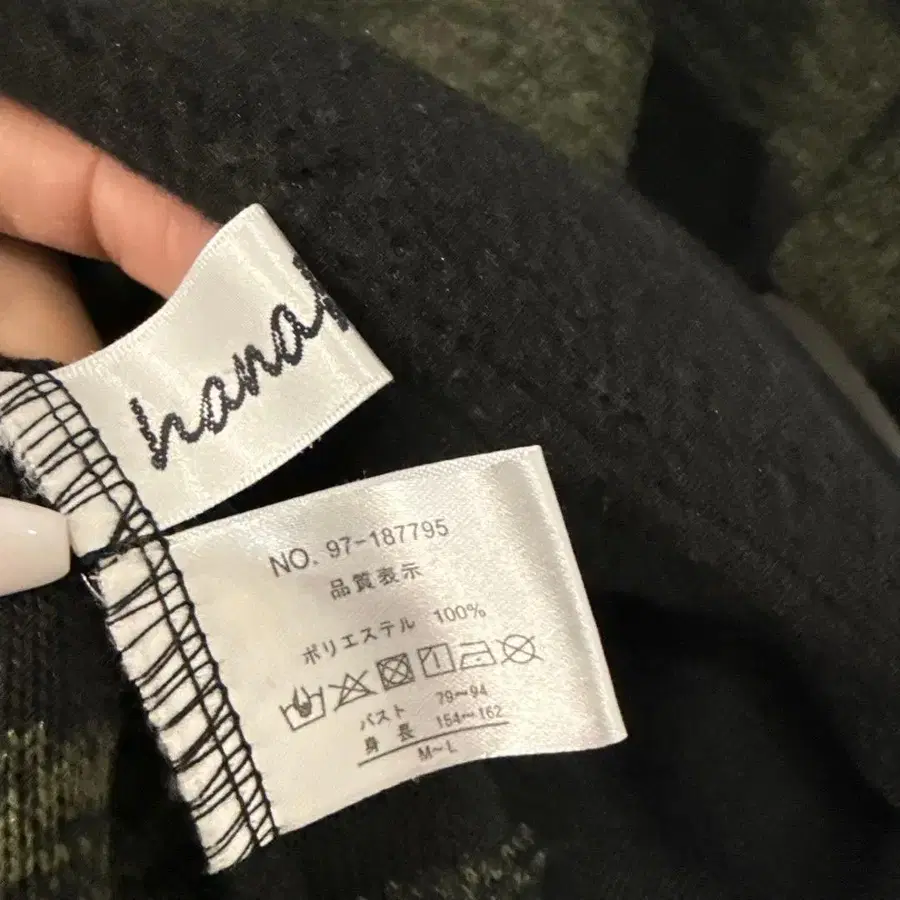 NO. 97-187795
品質表示
ポリエステル 100%
バスト 79〜94
身長 154〜162
M〜L